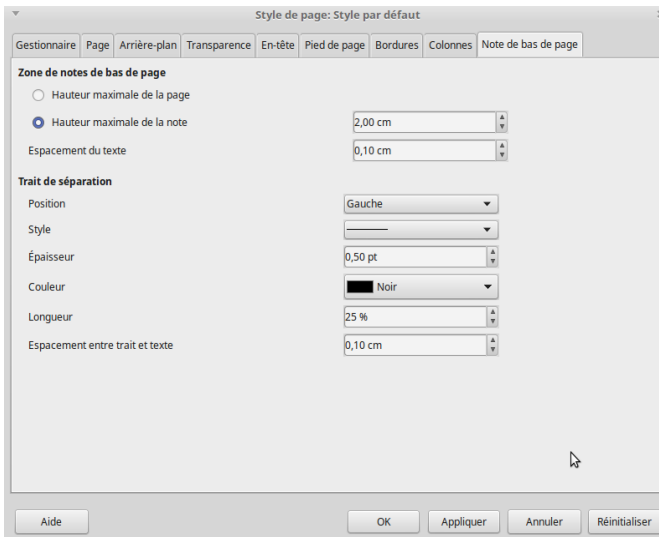 Style de page: Style par défaut
Gestionnaire Page Arrière-plan Transparence En-tête Pied de page Bordures Colonnes Note de bas de page
Zone de notes de bas de page
Hauteur maximale de la page
Hauteur maximale de la note 2,00 cm
Espacement du texte 0,10 cm
Trait de séparation
Position Gauche
Style
Épaisseur 0,50 pt
Couleur Noir
Longueur 25 %
Espacement entre trait et texte 0,10 cm
Aide OK Appliquer Annuler Réinitialiser